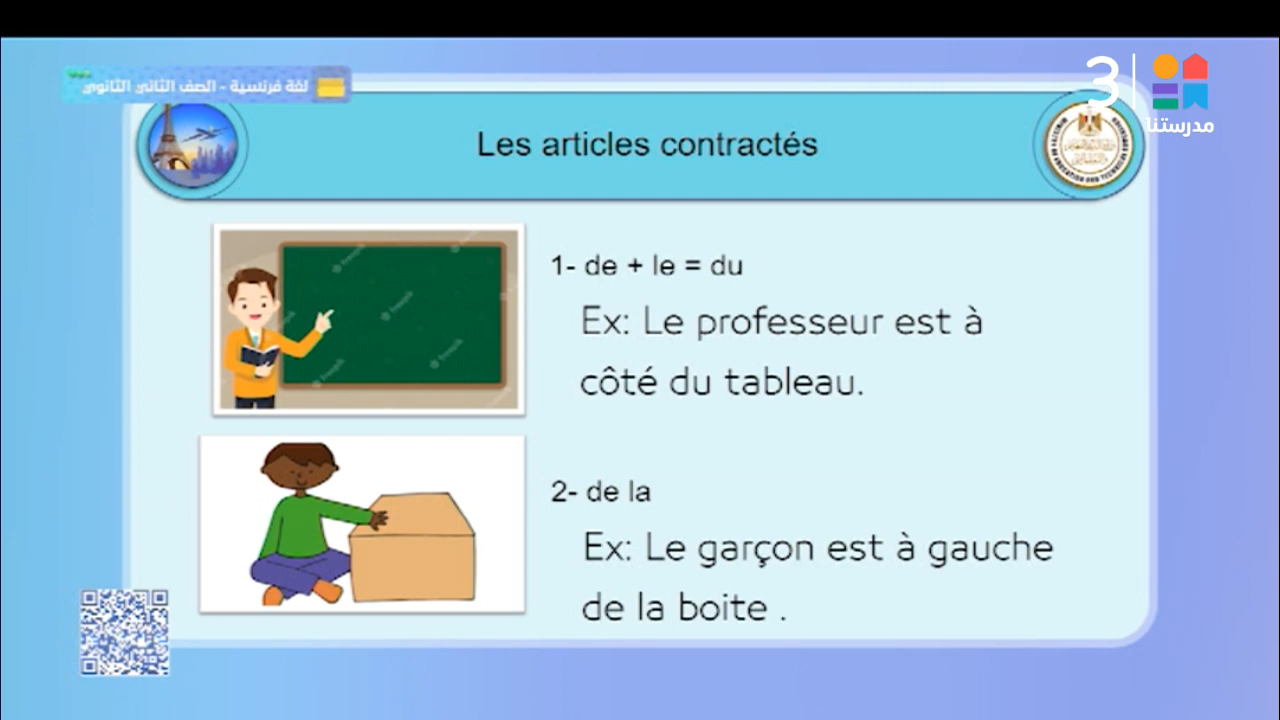 لغة فرنسية - الصف الثاني الثانوي
3
مدرستنا
Les articles contractés
1- de + le = du
Ex: Le professeur est à
côté du tableau.
2- de la
Ex: Le garçon est à gauche
de la boite .